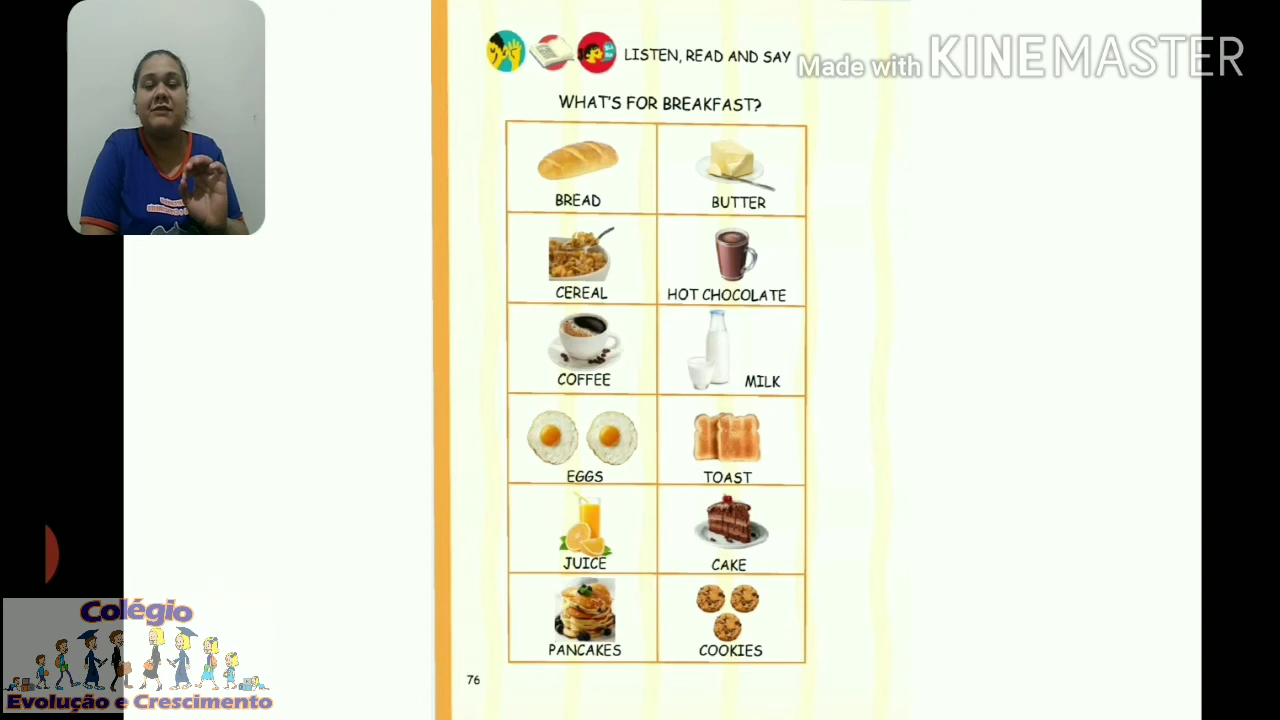 LISTEN, READ AND SAY
Made with KINEMASTER
WHAT'S FOR BREAKFAST?
BREAD
BUTTER
CEREAL
HOT CHOCOLATE
COFFEE
MILK
EGGS
TOAST
JUICE
CAKE
PANCAKES
COOKIES
76
Colégio
Evolução e Crescimento